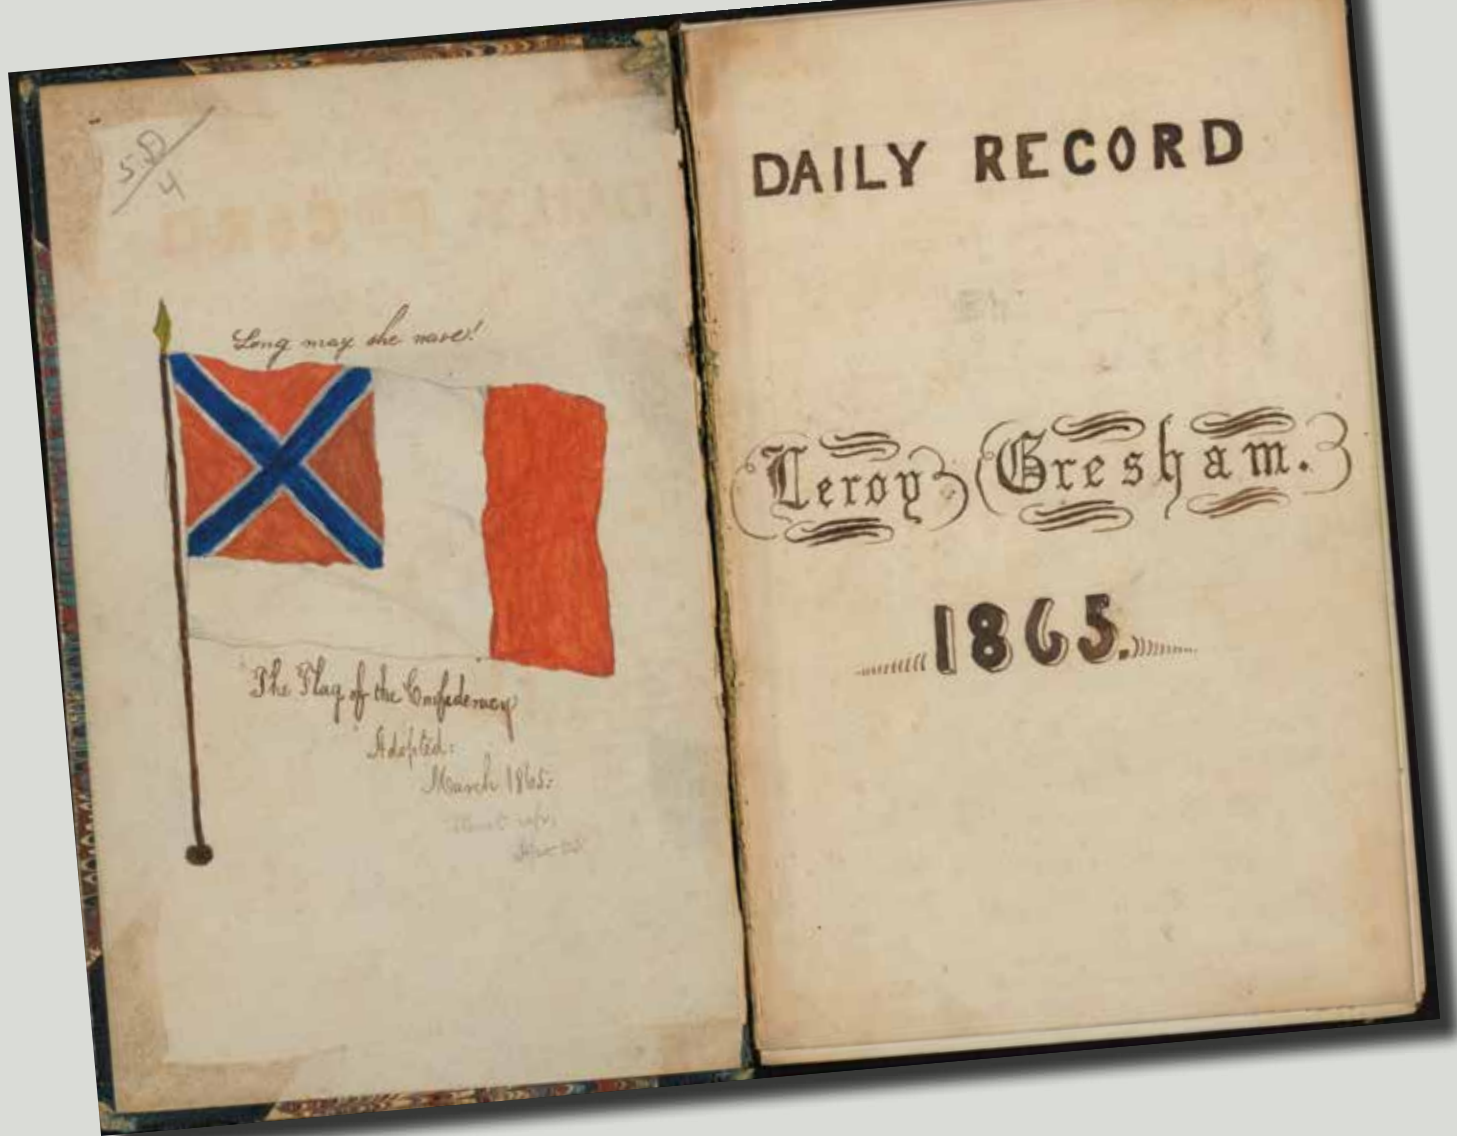 5.D
4
Long may she wave!
The Flag of the Confederacy
Adopted:
March 1865.
DAILY RECORD
Leroy Gresham.
1865.